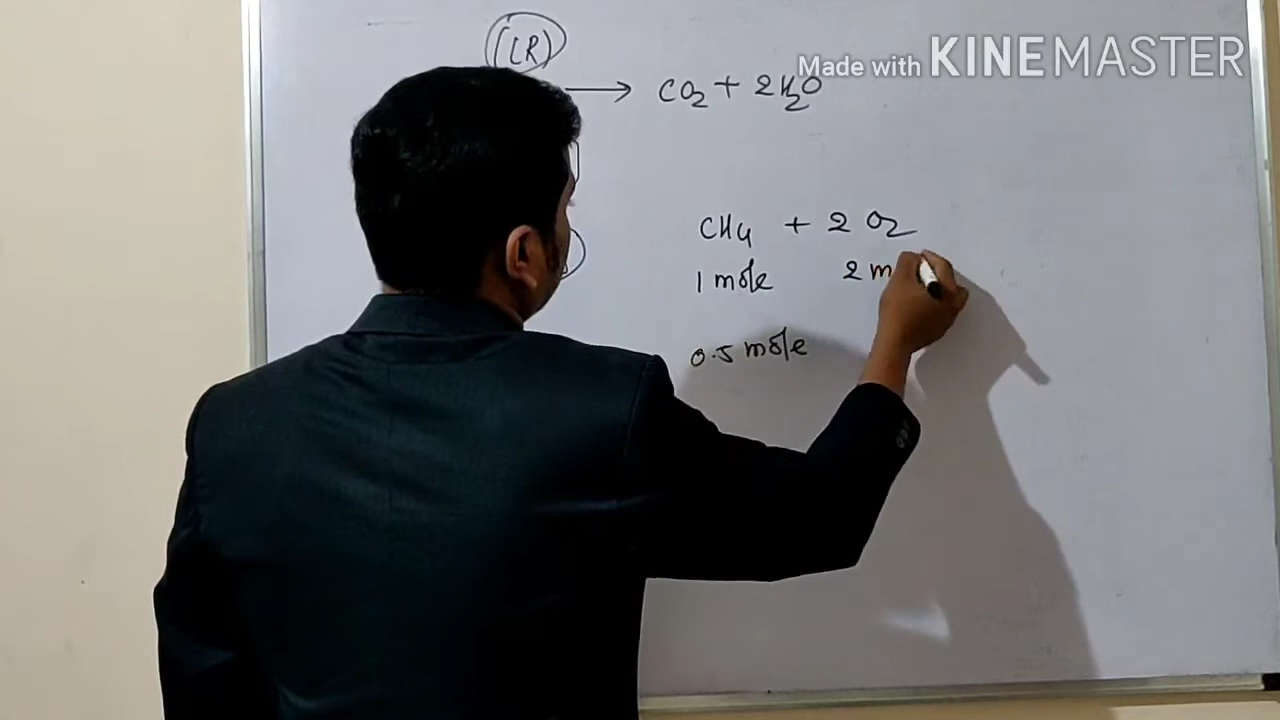 (LR)
Made with KINEMASTER
→ CO₂ + 2H₂O
CH₄ + 2 O₂
1 mole 2 m
0.5 mole